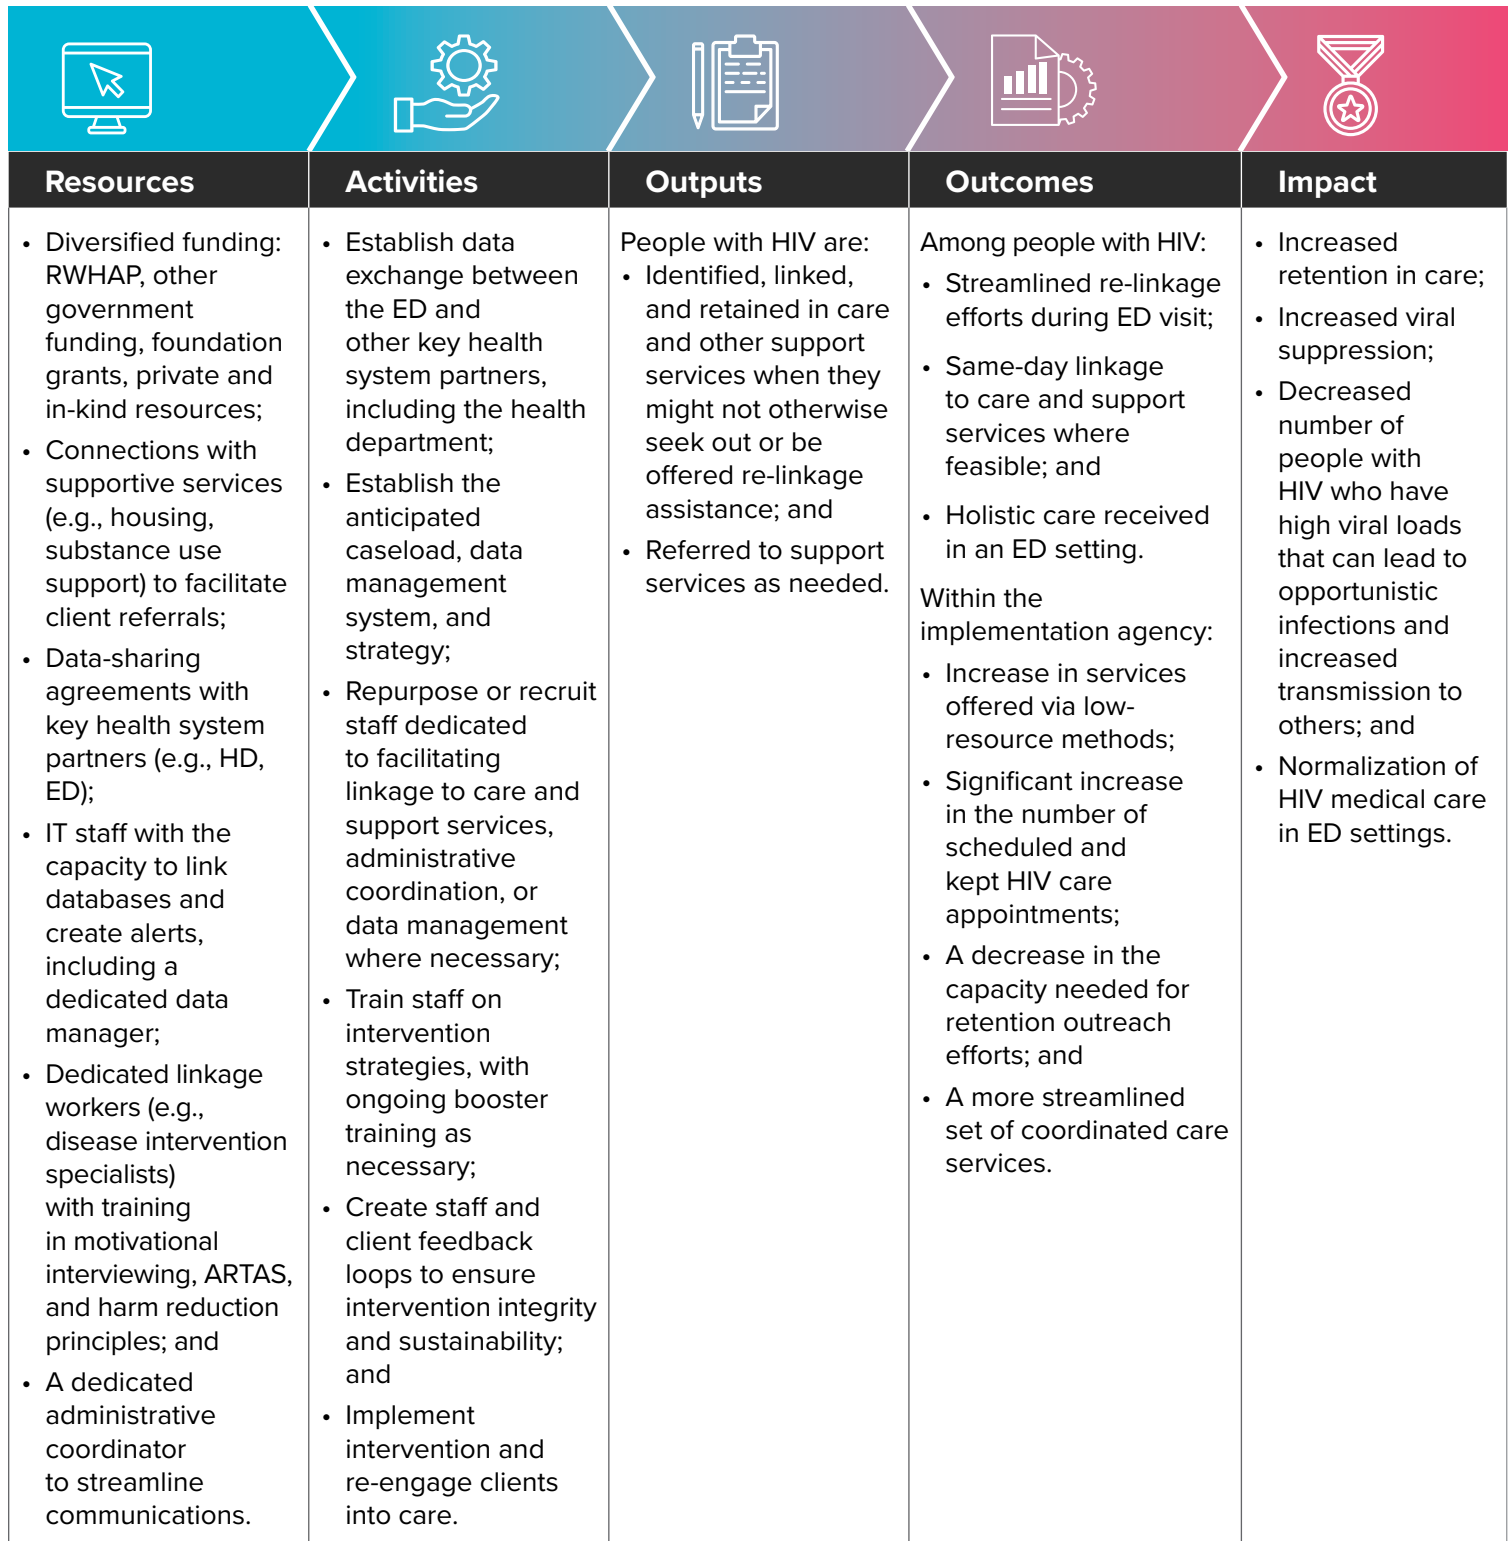 Resources
Activities
Outputs
Outcomes
Impact
• Diversified funding:
RWHAP, other
government
funding, foundation
grants, private and
in-kind resources;
• Connections with
supportive services
(e.g., housing,
substance use
support) to facilitate
client referrals;
• Data-sharing
agreements with
key health system
partners (e.g., HD,
ED);
• IT staff with the
capacity to link
databases and
create alerts,
including a
dedicated data
manager;
• Dedicated linkage
workers (e.g.,
disease intervention
specialists)
with training
in motivational
interviewing, ARTAS,
and harm reduction
principles; and
• A dedicated
administrative
coordinator
to streamline
communications.
• Establish data
exchange between
the ED and
other key health
system partners,
including the health
department;
• Establish the
anticipated
caseload, data
management
system, and
strategy;
• Repurpose or recruit
staff dedicated
to facilitating
linkage to care and
support services,
administrative
coordination, or
data management
where necessary;
• Train staff on
intervention
strategies, with
ongoing booster
training as
necessary;
• Create staff and
client feedback
loops to ensure
intervention integrity
and sustainability;
and
• Implement
intervention and
re-engage clients
into care.
People with HIV are:
• Identified, linked,
and retained in care
and other support
services when they
might not otherwise
seek out or be
offered re-linkage
assistance; and
• Referred to support
services as needed.
Among people with HIV:
• Streamlined re-linkage
efforts during ED visit;
• Same-day linkage
to care and support
services where
feasible; and
• Holistic care received
in an ED setting.
Within the
implementation agency:
• Increase in services
offered via low-
resource methods;
• Significant increase
in the number of
scheduled and
kept HIV care
appointments;
• A decrease in the
capacity needed for
retention outreach
efforts; and
• A more streamlined
set of coordinated care
services.
• Increased
retention in care;
• Increased viral
suppression;
• Decreased
number of
people with
HIV who have
high viral loads
that can lead to
opportunistic
infections and
increased
transmission to
others; and
• Normalization of
HIV medical care
in ED settings.